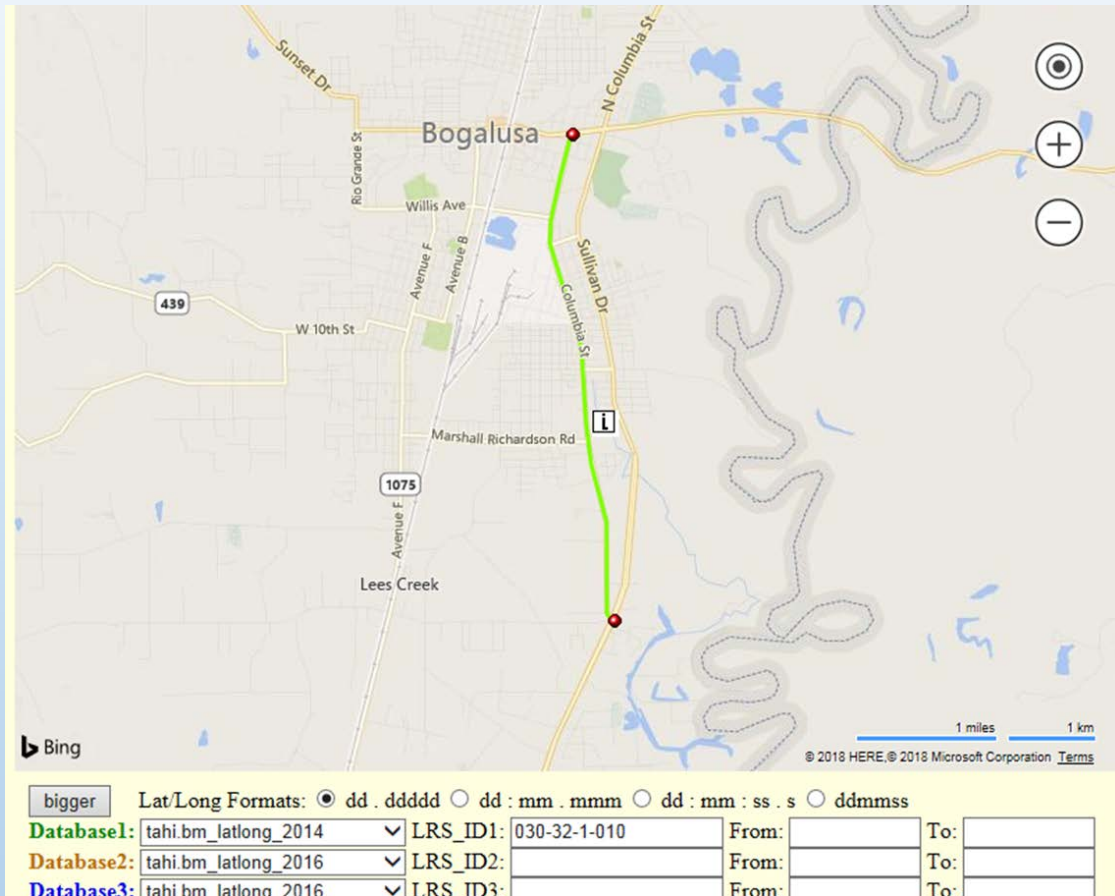 Sunset Dr
N Columbia St
Bogalusa
Rio Grande St
Willis Ave
Avenue F
Avenue B
Sullivan Dr
439
W 10th St
Columbia St
i
Marshall Richardson Rd
1075
Avenue F
Lees Creek
1 miles 1 km
Bing
© 2018 HERE,© 2018 Microsoft Corporation Terms
bigger Lat/Long Formats: dd . ddddd dd : mm . mmm dd : mm : ss . s ddmmss
Database1: tahi.bm_latlong_2014 LRS_ID1: 030-32-1-010 From: To:
Database2: tahi.bm_latlong_2016 LRS_ID2: From: To:
Database3: tahi.bm_latlong_2016 LRS_ID3: From: To: